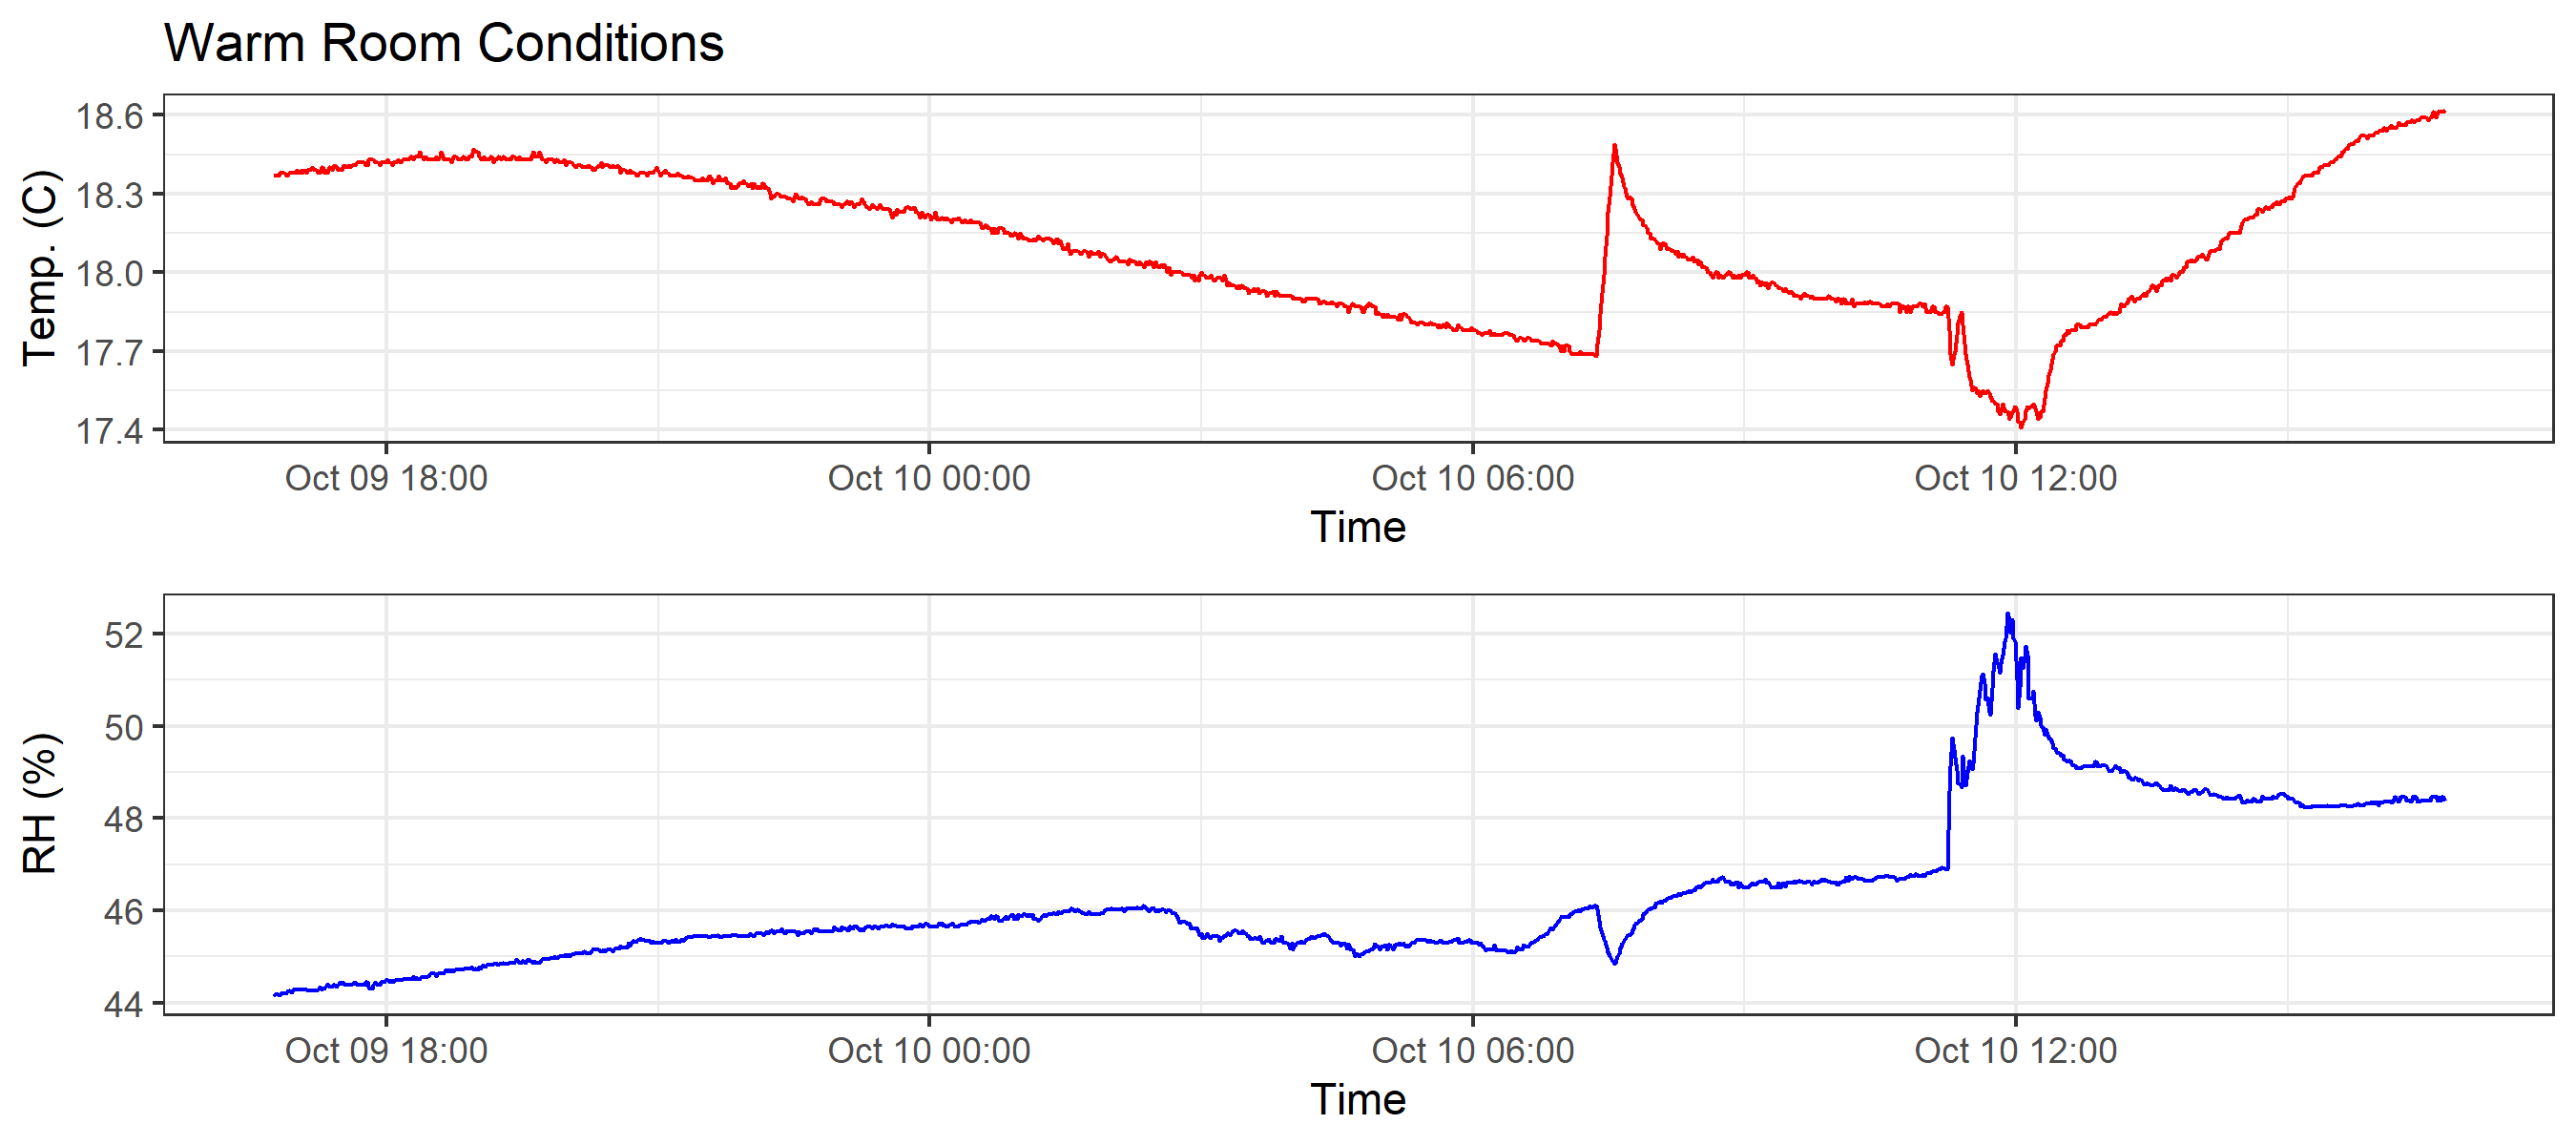 Warm Room Conditions
18.6
18.3
18.0
17.7
17.4
Temp. (C)
Oct 09 18:00 Oct 10 00:00 Oct 10 06:00 Oct 10 12:00
Time
52
50
48
46
44
RH (%)
Oct 09 18:00 Oct 10 00:00 Oct 10 06:00 Oct 10 12:00
Time